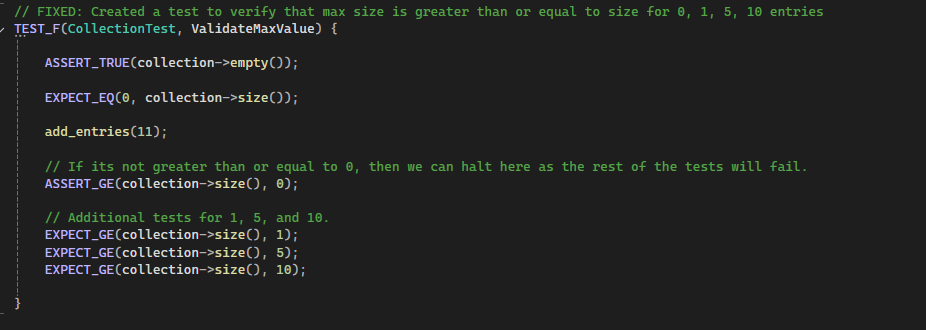 // FIXED: Created a test to verify that max size is greater than or equal to size for 0, 1, 5, 10 entries
TEST_F(CollectionTest, ValidateMaxValue) {
ASSERT_TRUE(collection->empty());
EXPECT_EQ(0, collection->size());
add_entries(11);
// If its not greater than or equal to 0, then we can halt here as the rest of the tests will fail.
ASSERT_GE(collection->size(), 0);
// Additional tests for 1, 5, and 10.
EXPECT_GE(collection->size(), 1);
EXPECT_GE(collection->size(), 5);
EXPECT_GE(collection->size(), 10);
}